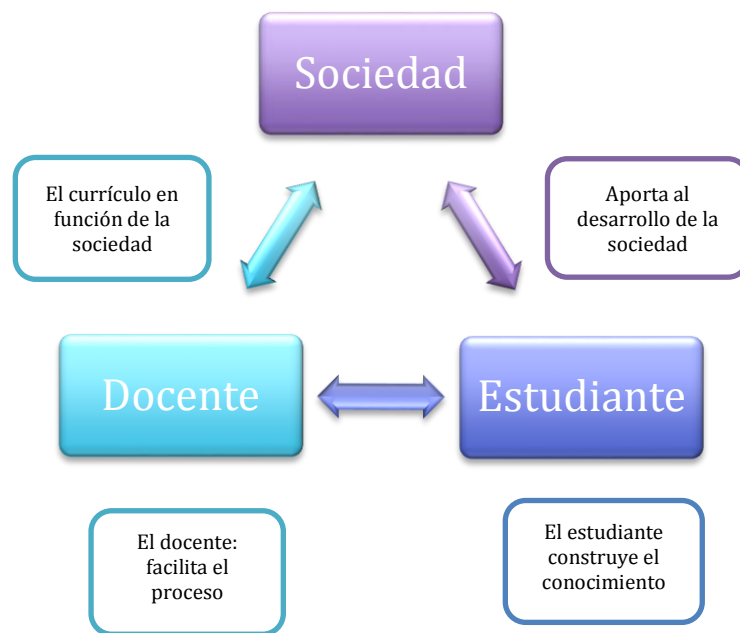 Sociedad
El currículo en
función de la
sociedad
Aporta al
desarrollo de la
sociedad
Docente
Estudiante
El docente:
facilita el
proceso
El estudiante
construye el
conocimiento